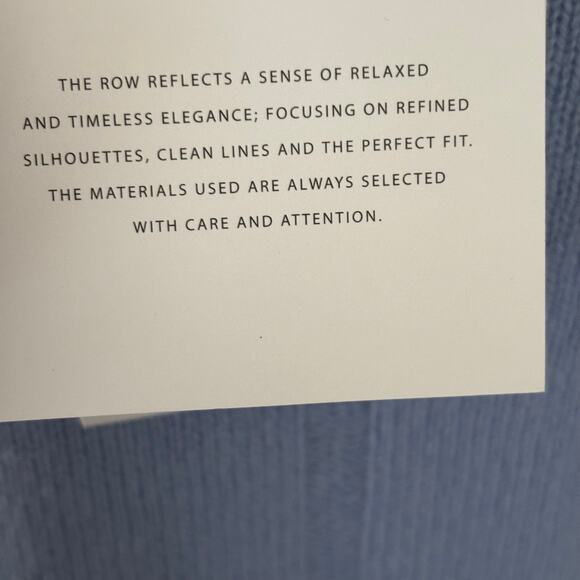 THE ROW REFLECTS A SENSE OF RELAXED
AND TIMELESS ELEGANCE; FOCUSING ON REFINED
SILHOUETTES, CLEAN LINES AND THE PERFECT FIT.
THE MATERIALS USED ARE ALWAYS SELECTED
WITH CARE AND ATTENTION.